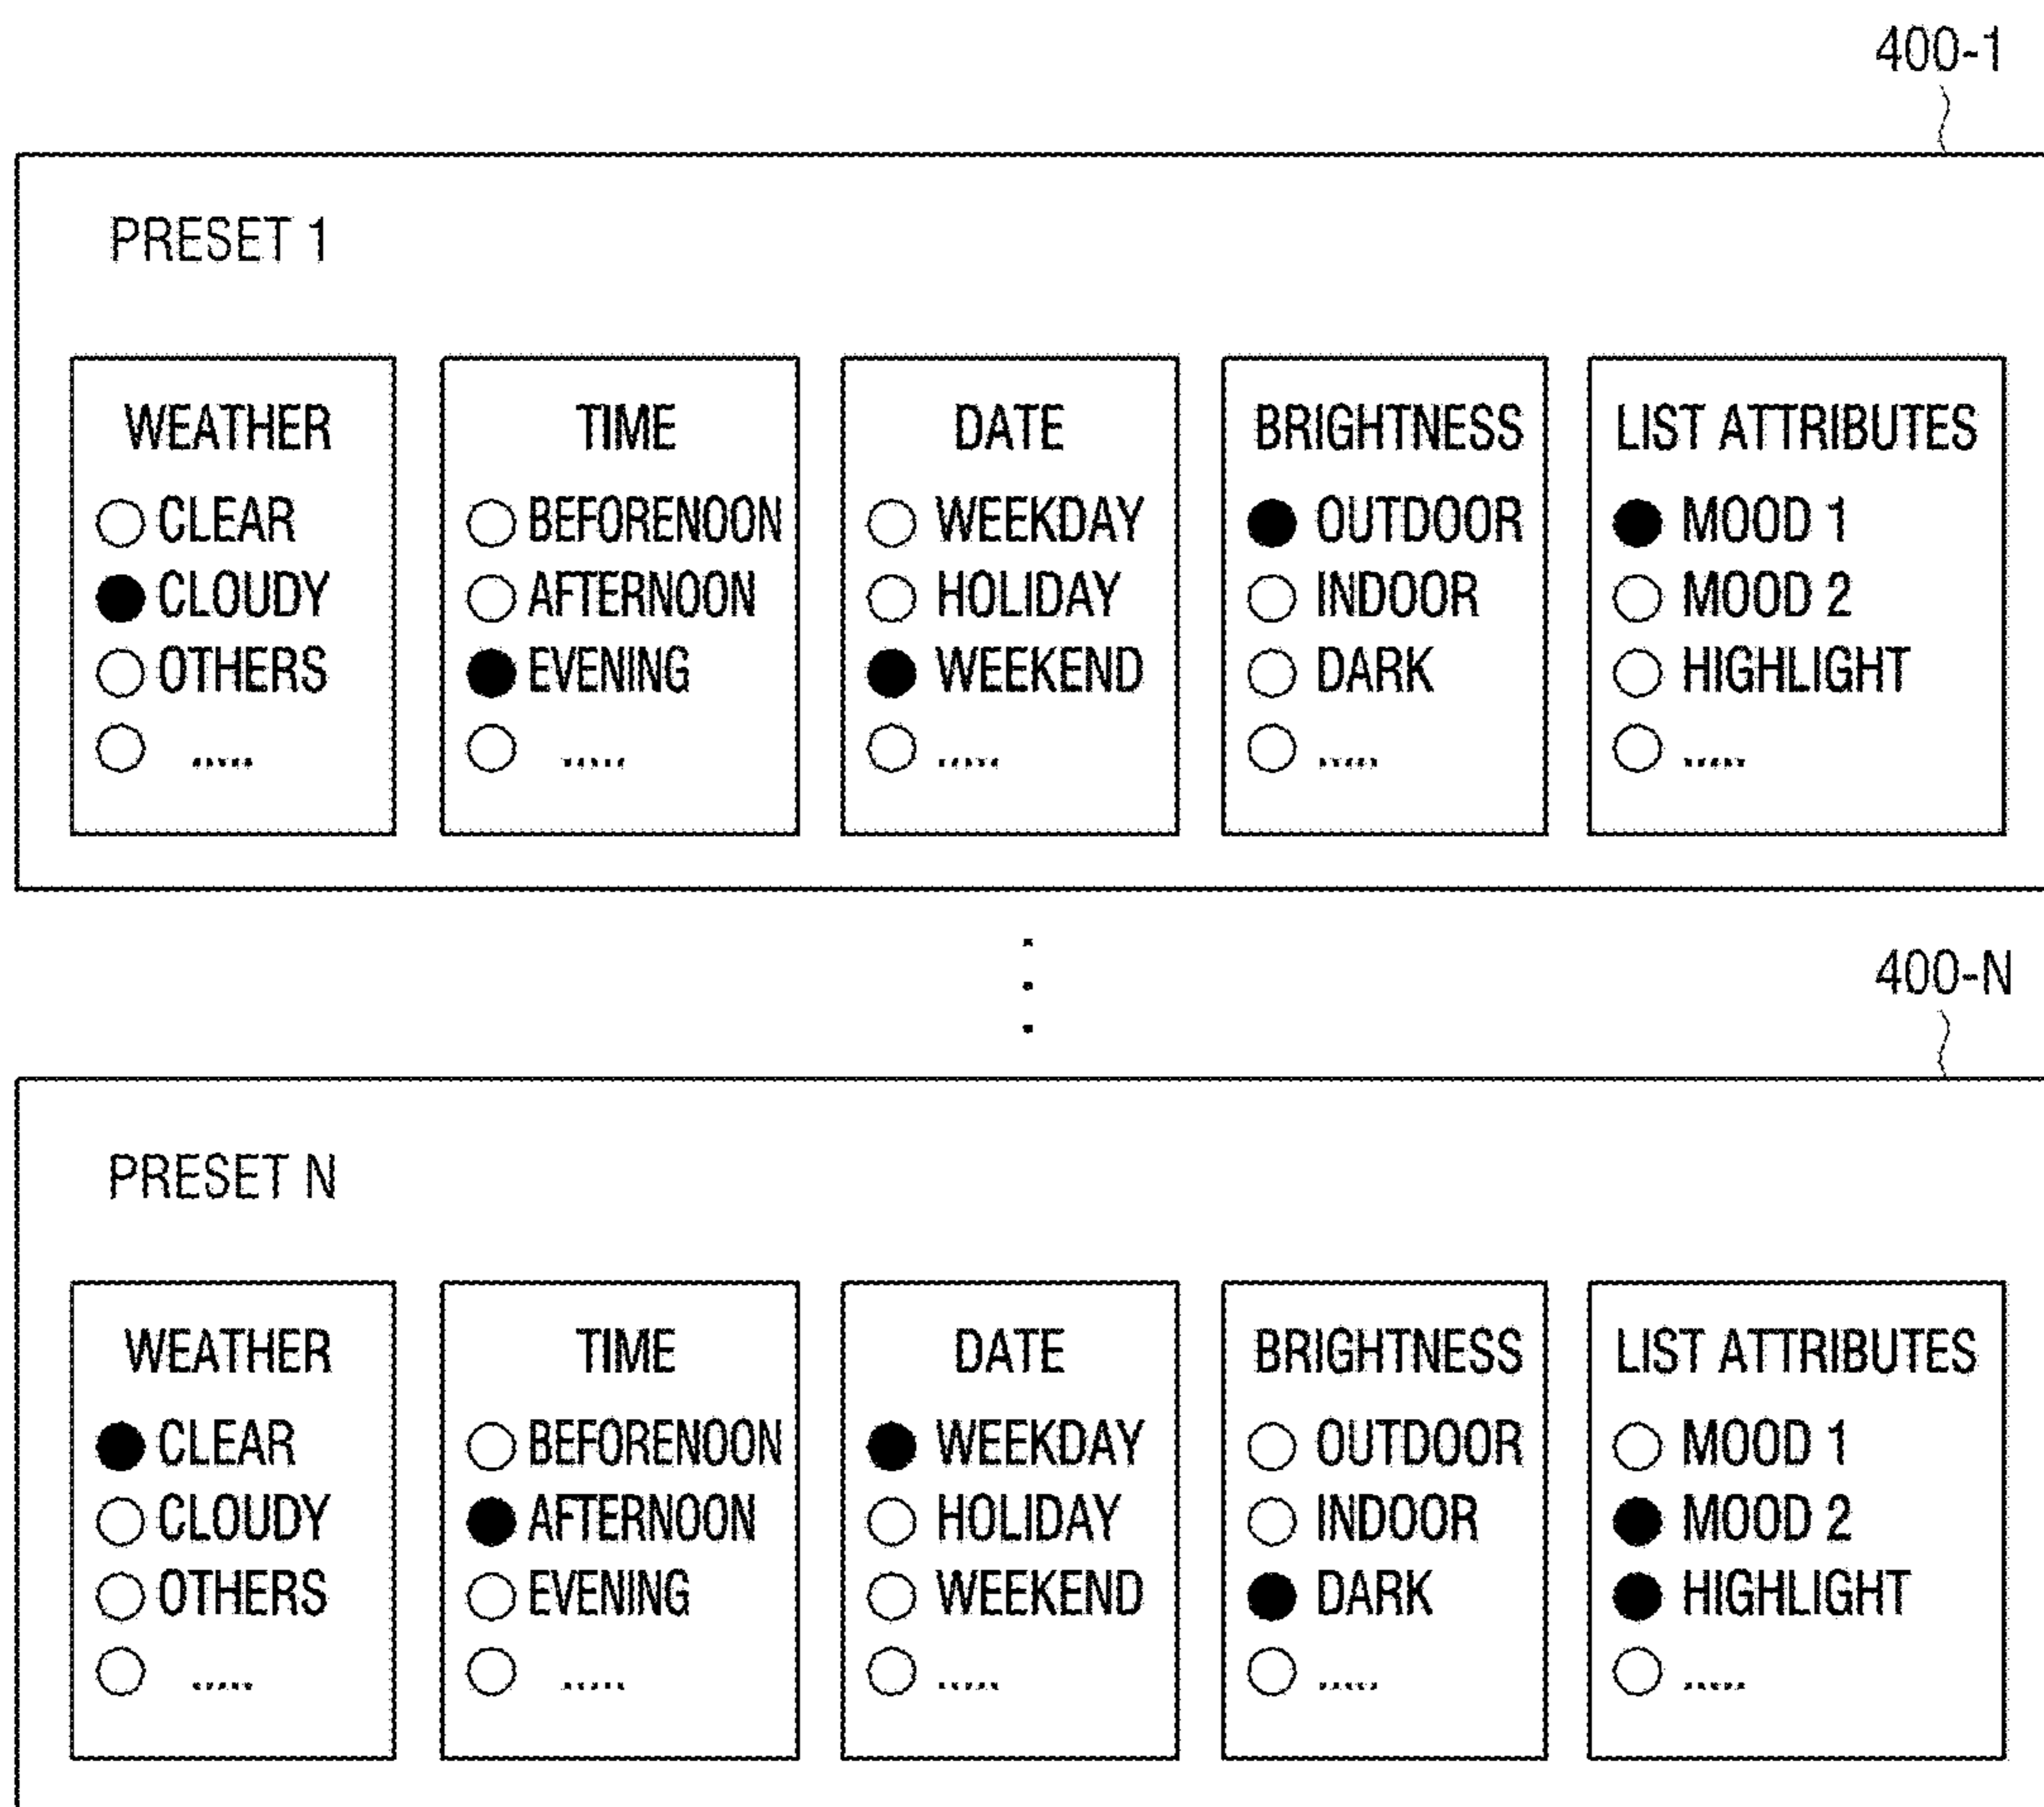 400-1
PRESET 1
WEATHER
CLEAR
CLOUDY
OTHERS
.....
TIME
BEFORENOON
AFTERNOON
EVENING
.....
DATE
WEEKDAY
HOLIDAY
WEEKEND
.....
BRIGHTNESS
OUTDOOR
INDOOR
DARK
.....
LIST ATTRIBUTES
MOOD 1
MOOD 2
HIGHLIGHT
.....
400-N
PRESET N
WEATHER
CLEAR
CLOUDY
OTHERS
.....
TIME
BEFORENOON
AFTERNOON
EVENING
.....
DATE
WEEKDAY
HOLIDAY
WEEKEND
.....
BRIGHTNESS
OUTDOOR
INDOOR
DARK
.....
LIST ATTRIBUTES
MOOD 1
MOOD 2
HIGHLIGHT
.....